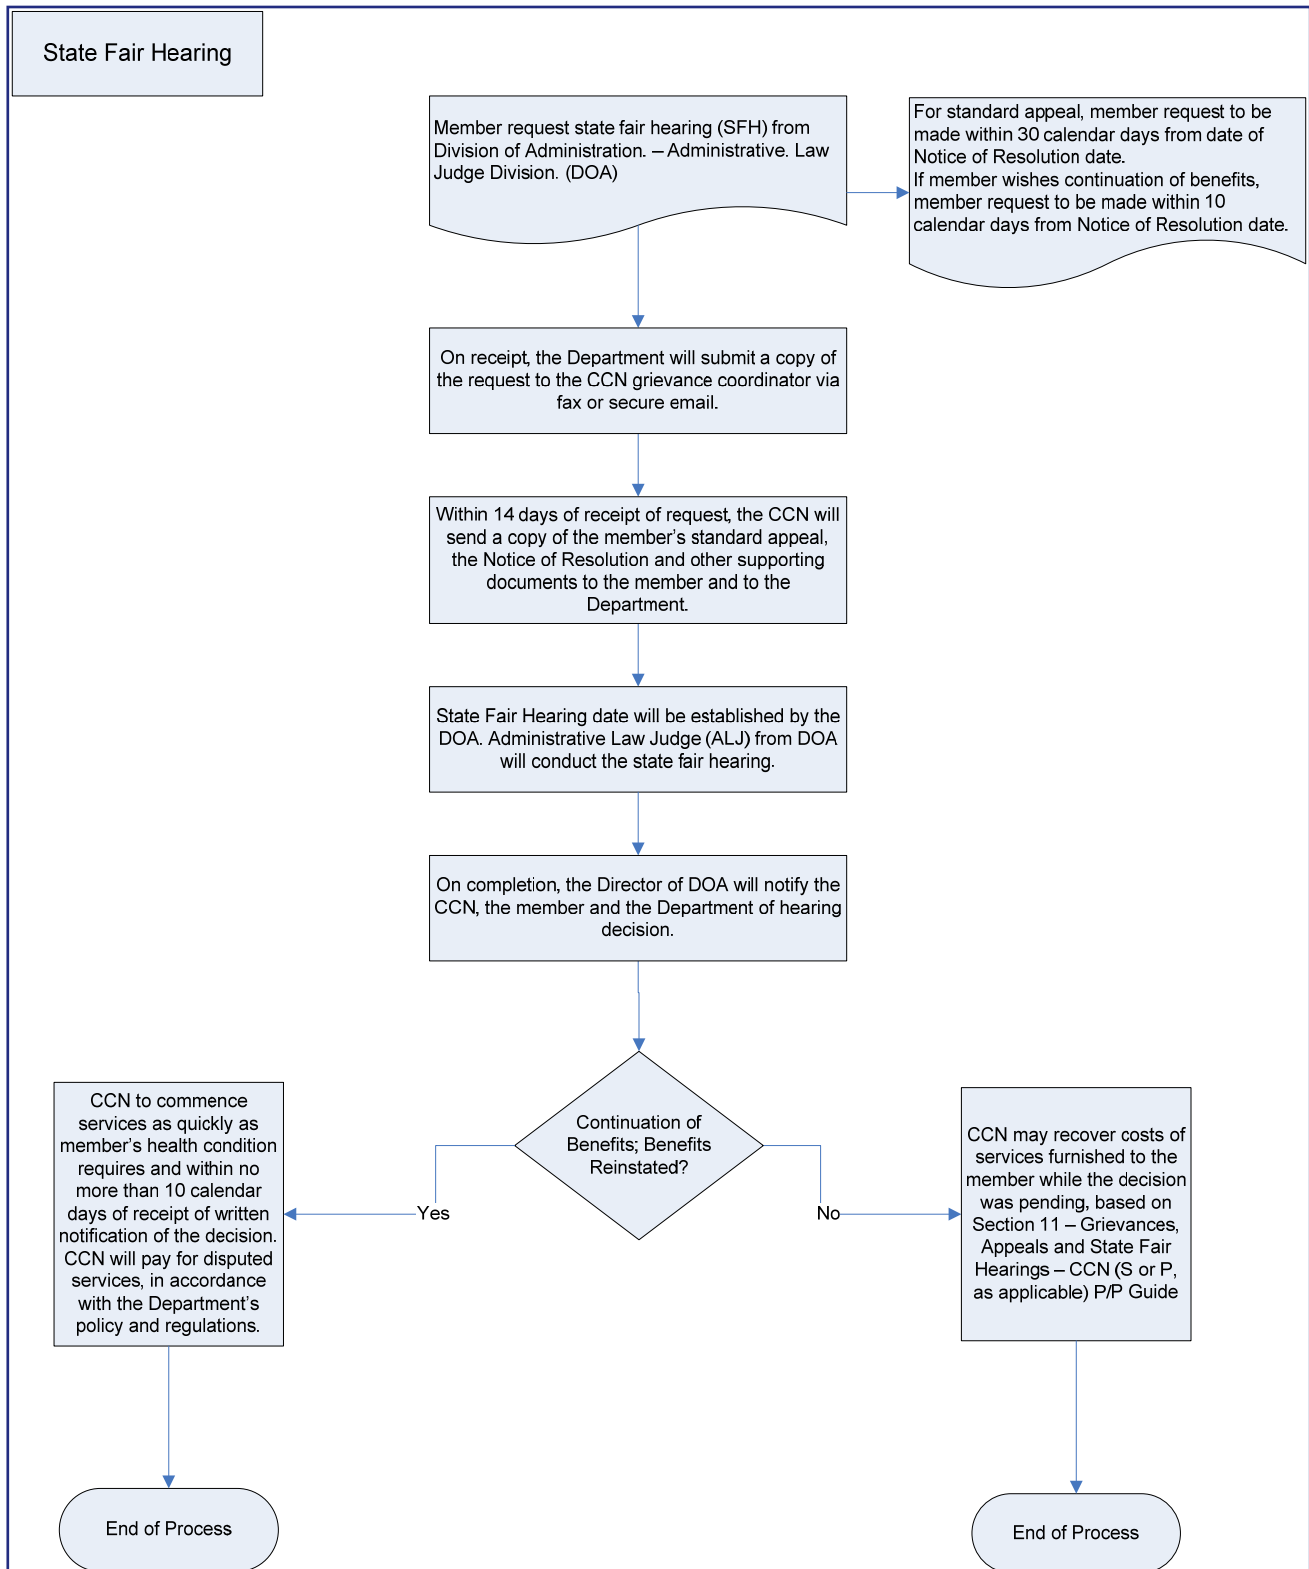 State Fair Hearing
Member request state fair hearing (SFH) from
Division of Administration. – Administrative. Law
Judge Division. (DOA)
For standard appeal, member request to be
made within 30 calendar days from date of
Notice of Resolution date.
If member wishes continuation of benefits,
member request to be made within 10
calendar days from Notice of Resolution date.
On receipt, the Department will submit a copy of
the request to the CCN grievance coordinator via
fax or secure email.
Within 14 days of receipt of request, the CCN will
send a copy of the member’s standard appeal,
the Notice of Resolution and other supporting
documents to the member and to the
Department.
State Fair Hearing date will be established by the
DOA. Administrative Law Judge (ALJ) from DOA
will conduct the state fair hearing.
On completion, the Director of DOA will notify the
CCN, the member and the Department of hearing
decision.
Continuation of
Benefits; Benefits
Reinstated?
Yes
No
CCN to commence
services as quickly as
member’s health condition
requires and within no
more than 10 calendar
days of receipt of written
notification of the decision.
CCN will pay for disputed
services, in accordance
with the Department’s
policy and regulations.
CCN may recover costs of
services furnished to the
member while the decision
was pending, based on
Section 11 – Grievances,
Appeals and State Fair
Hearings – CCN (S or P,
as applicable) P/P Guide
End of Process
End of Process